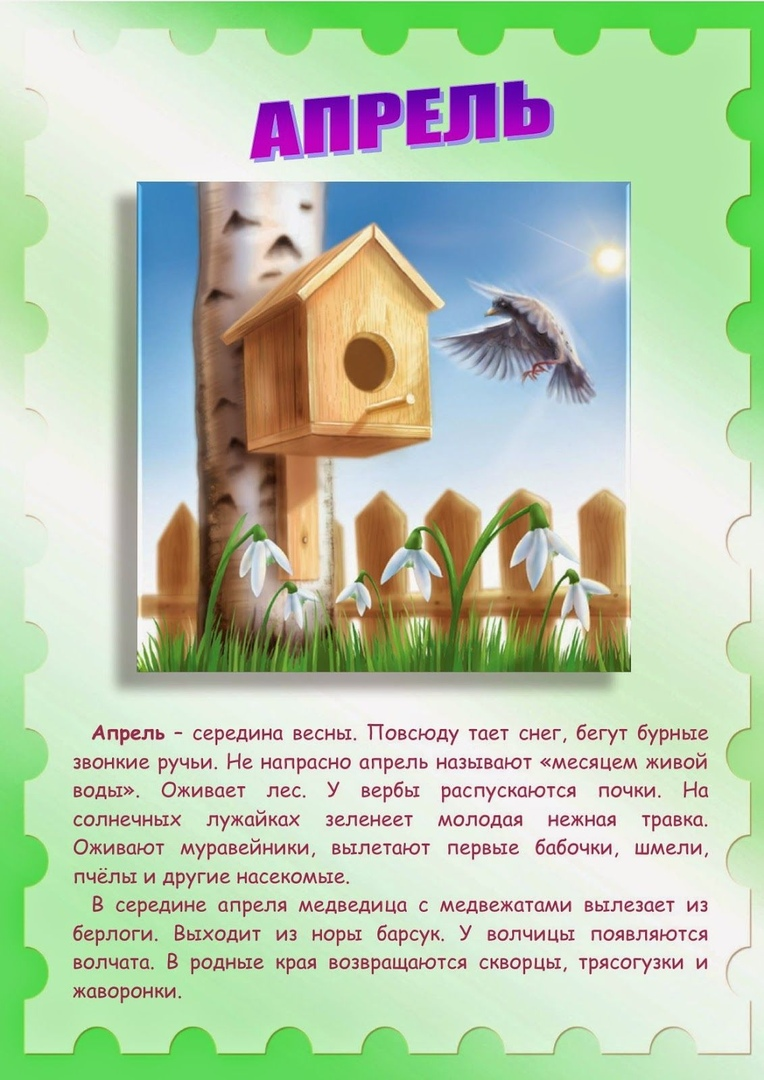 АПРЕЛЬ
Апрель – середина весны. Повсюду тает снег, бегут бурные
звонкие ручьи. Не напрасно апрель называют «месяцем живой
воды». Оживает лес. У вербы распускаются почки. На
солнечных лужайках зеленеет молодая нежная травка.
Оживают муравейники, вылетают первые бабочки, шмели,
пчёлы и другие насекомые.
В середине апреля медведица с медвежатами вылезает из
берлоги. Выходит из норы барсук. У волчицы появляются
волчата. В родные края возвращаются скворцы, трясогузки и
жаворонки.